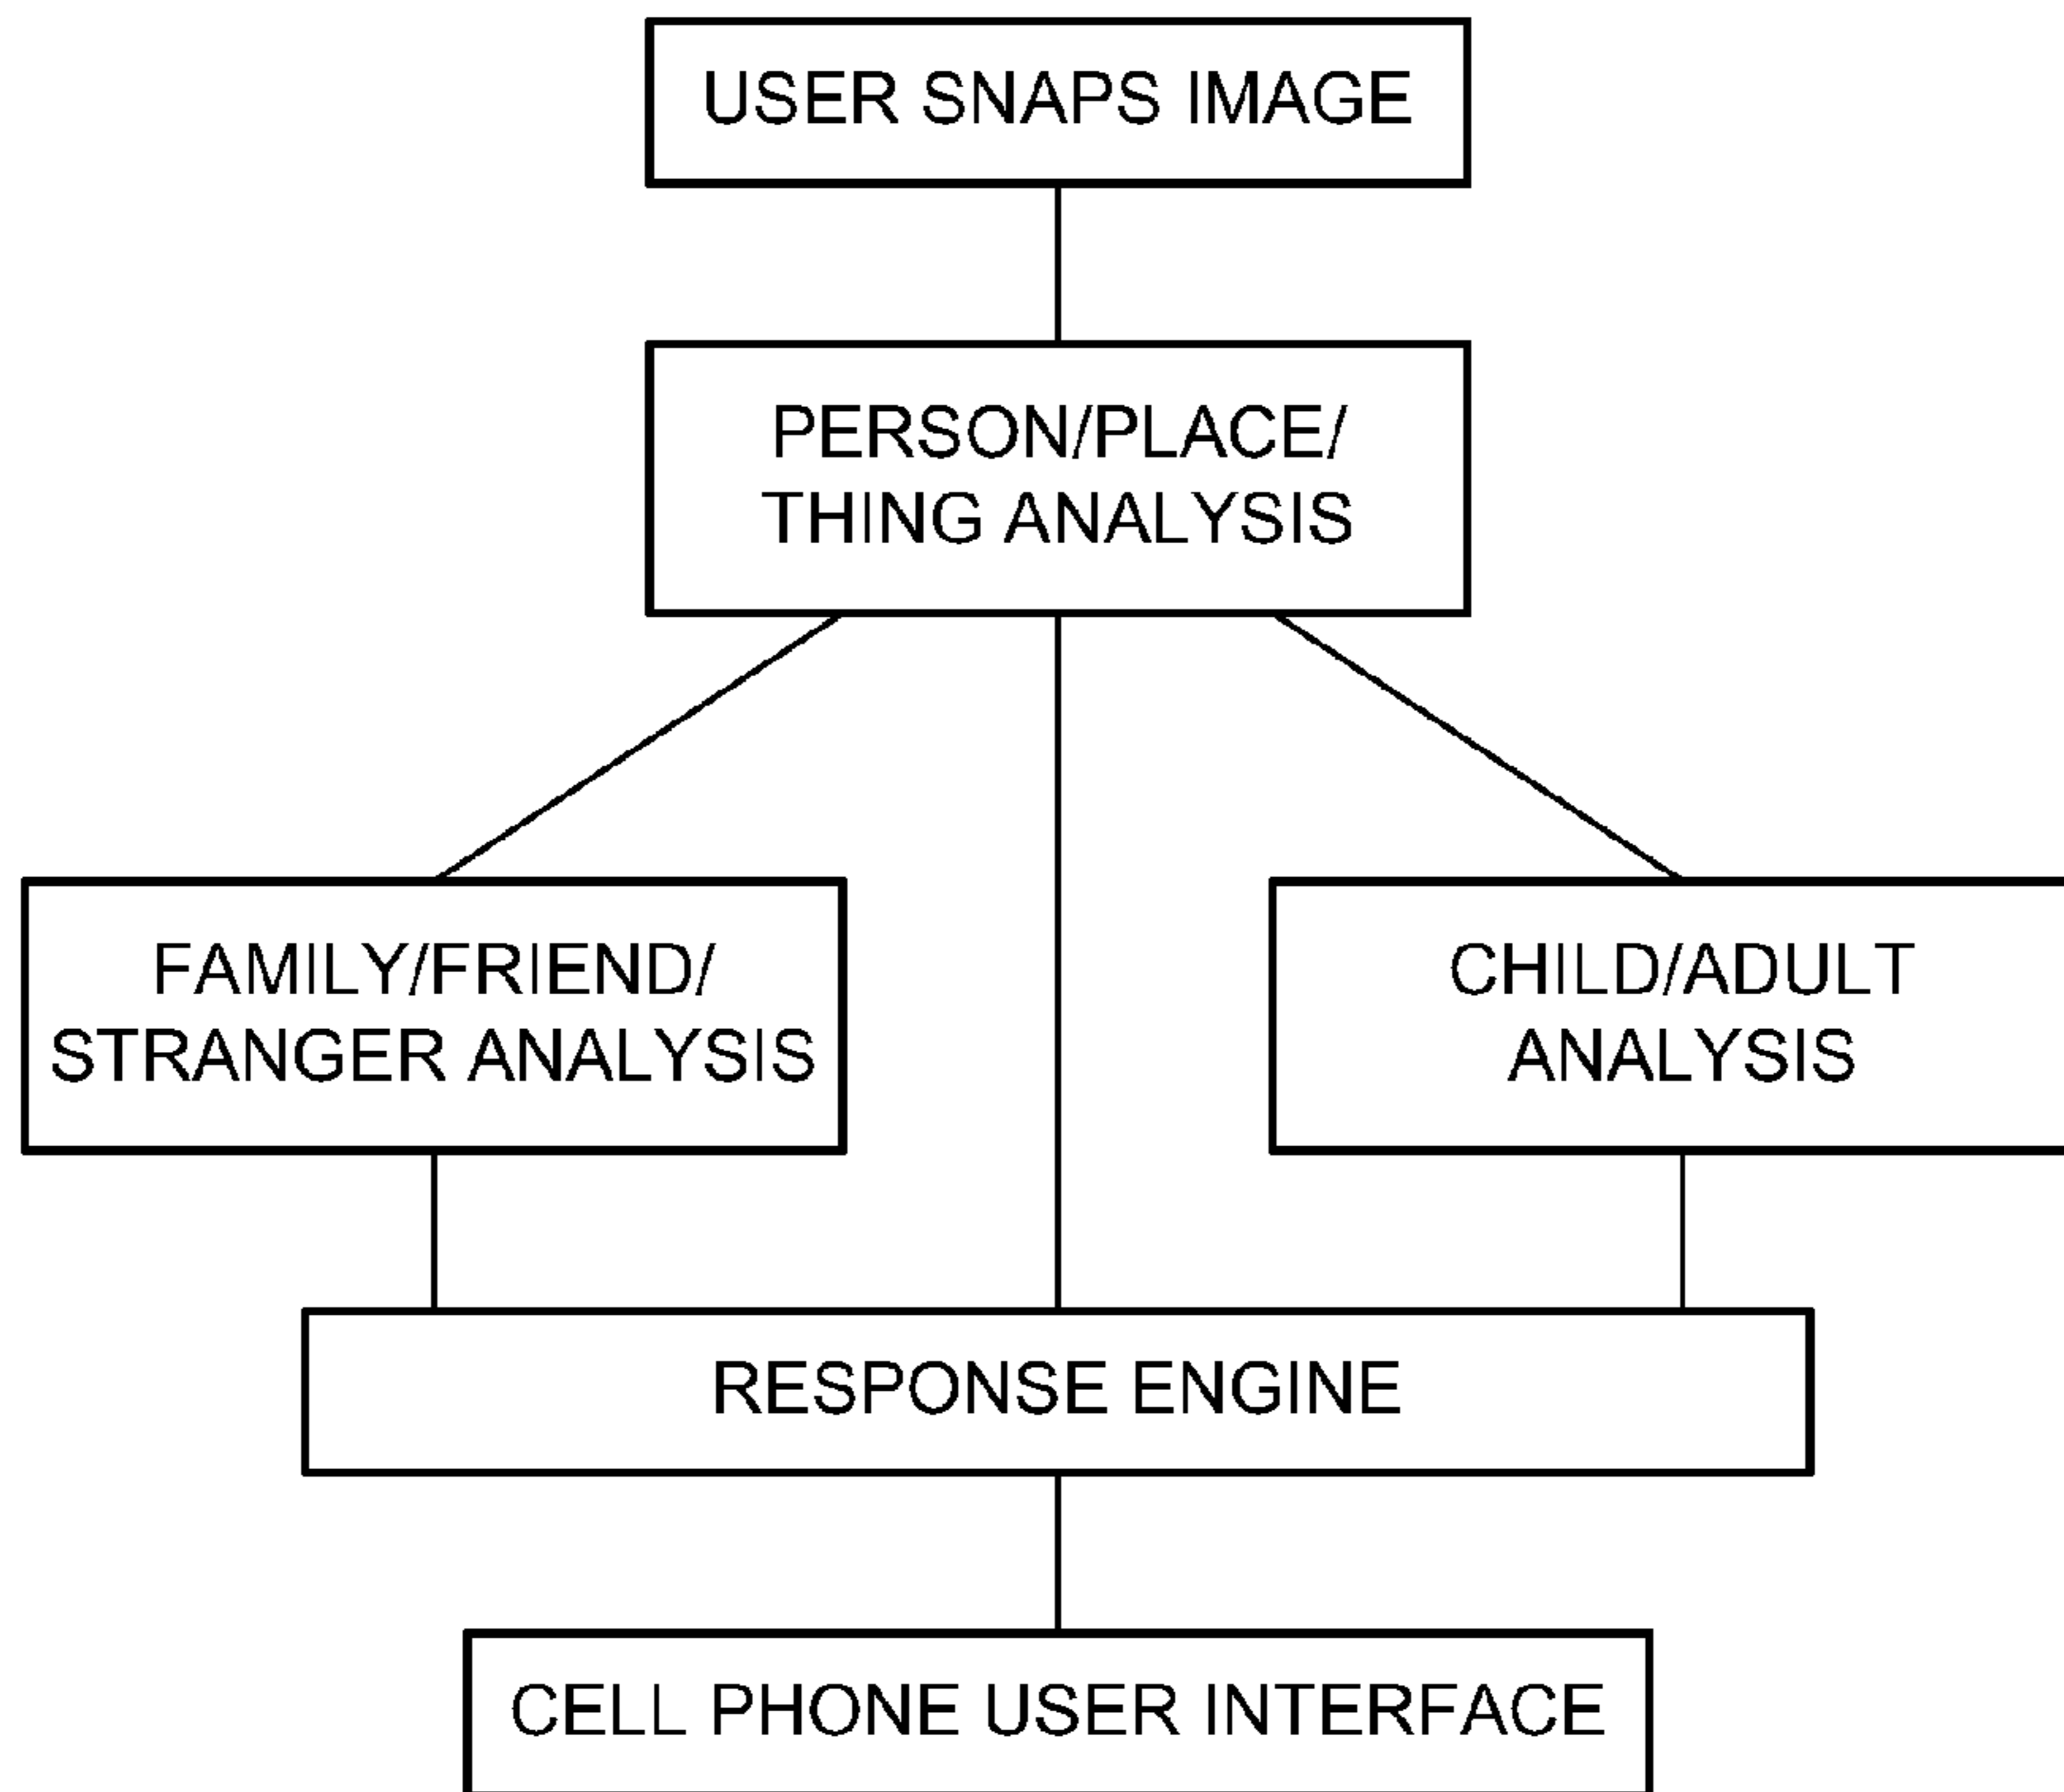 USER SNAPS IMAGE
PERSON/PLACE/
THING ANALYSIS
FAMILY/FRIEND/
STRANGER ANALYSIS
CHILD/ADULT
ANALYSIS
RESPONSE ENGINE
CELL PHONE USER INTERFACE